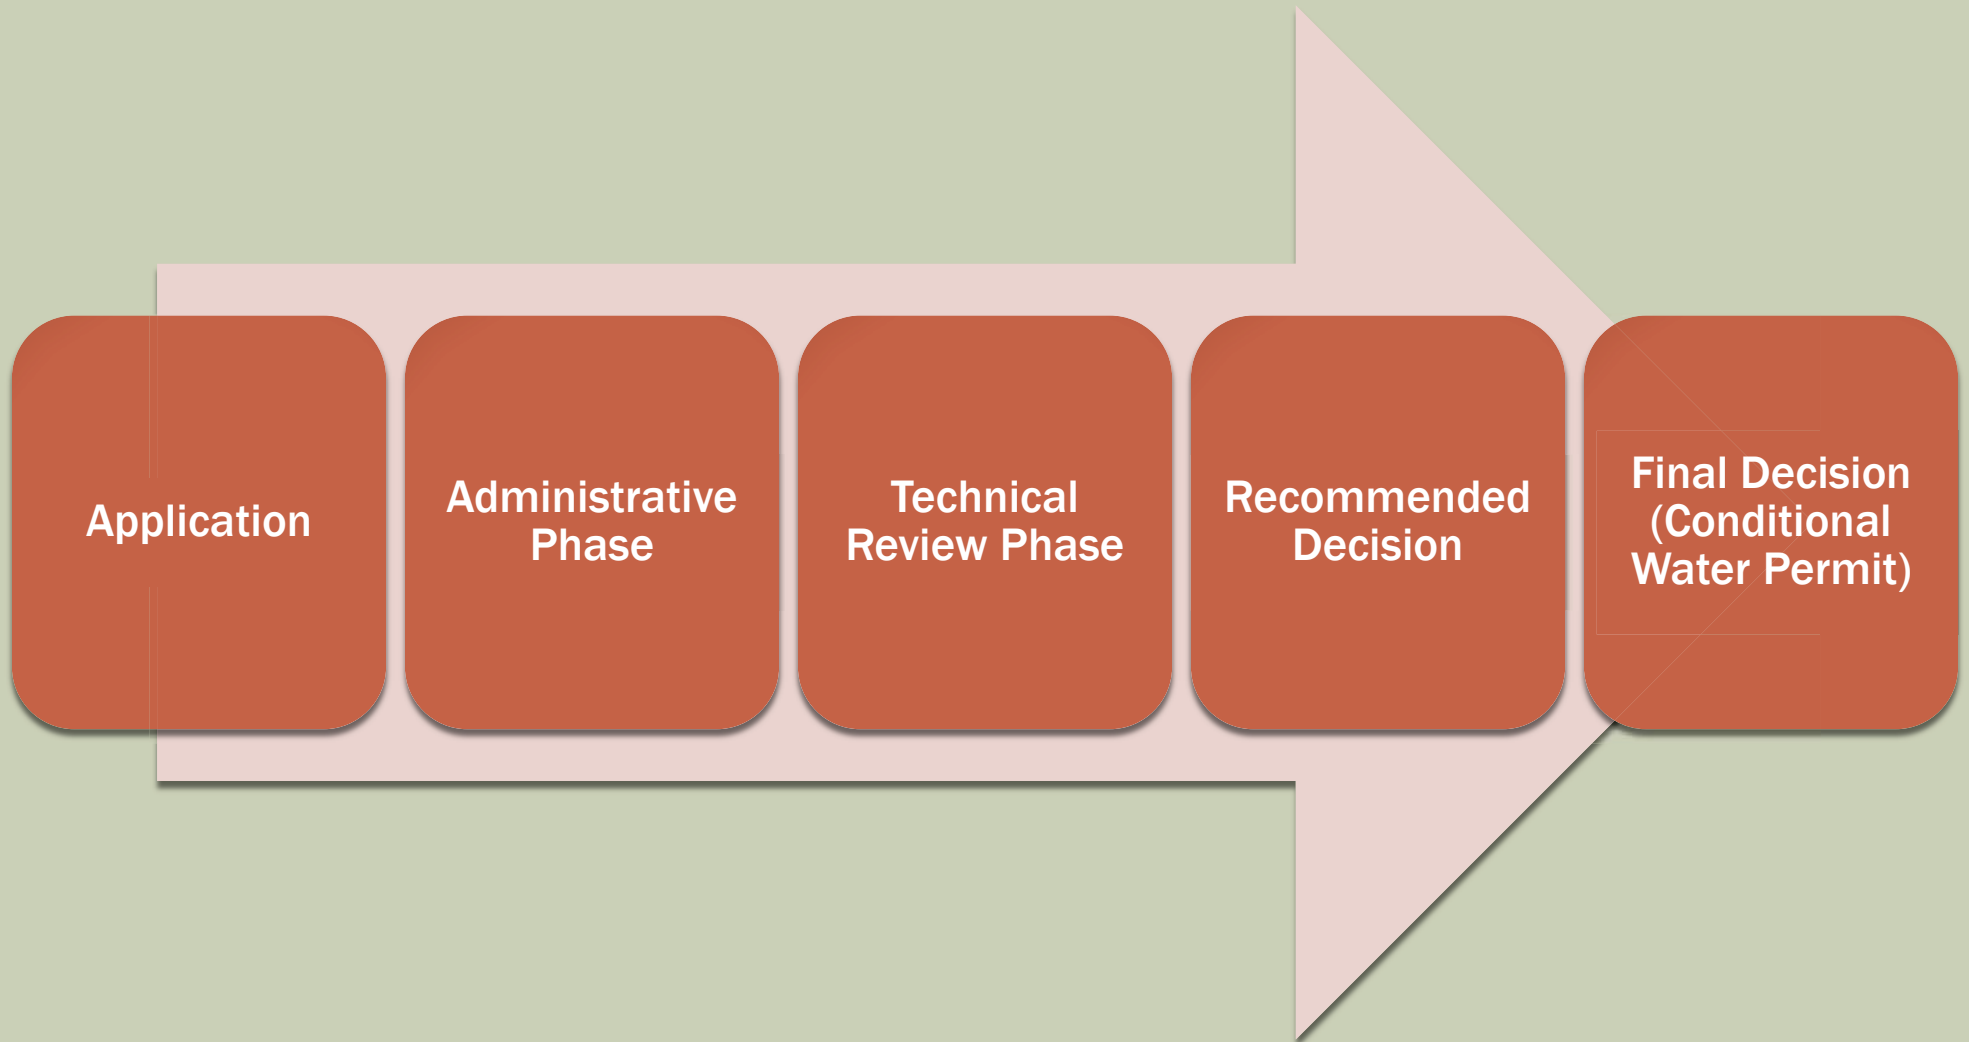 Application
Administrative
Phase
Technical
Review Phase
Recommended
Decision
Final Decision
(Conditional
Water Permit)